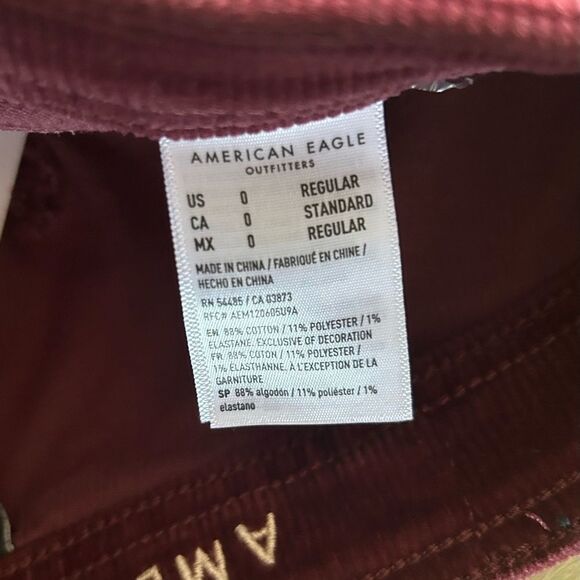 AMERICAN EAGLE
OUTFITTERS
US 0 REGULAR
CA 0 STANDARD
MX 0 REGULAR
MADE IN CHINA / FABRIQUÉ EN CHINE /
HECHO EN CHINA
RN 54485 / CA 03873
RFC# AEM120605U9A
EN 88% COTTON / 11% POLYESTER / 1%
ELASTANE. EXCLUSIVE OF DECORATION
FR 88% COTON / 11% POLYESTER /
1% ÉLASTHANNE. À L'EXCEPTION DE LA
GARNITURE
SP 88% algodón / 11% poliéster / 1%
elastano
AM